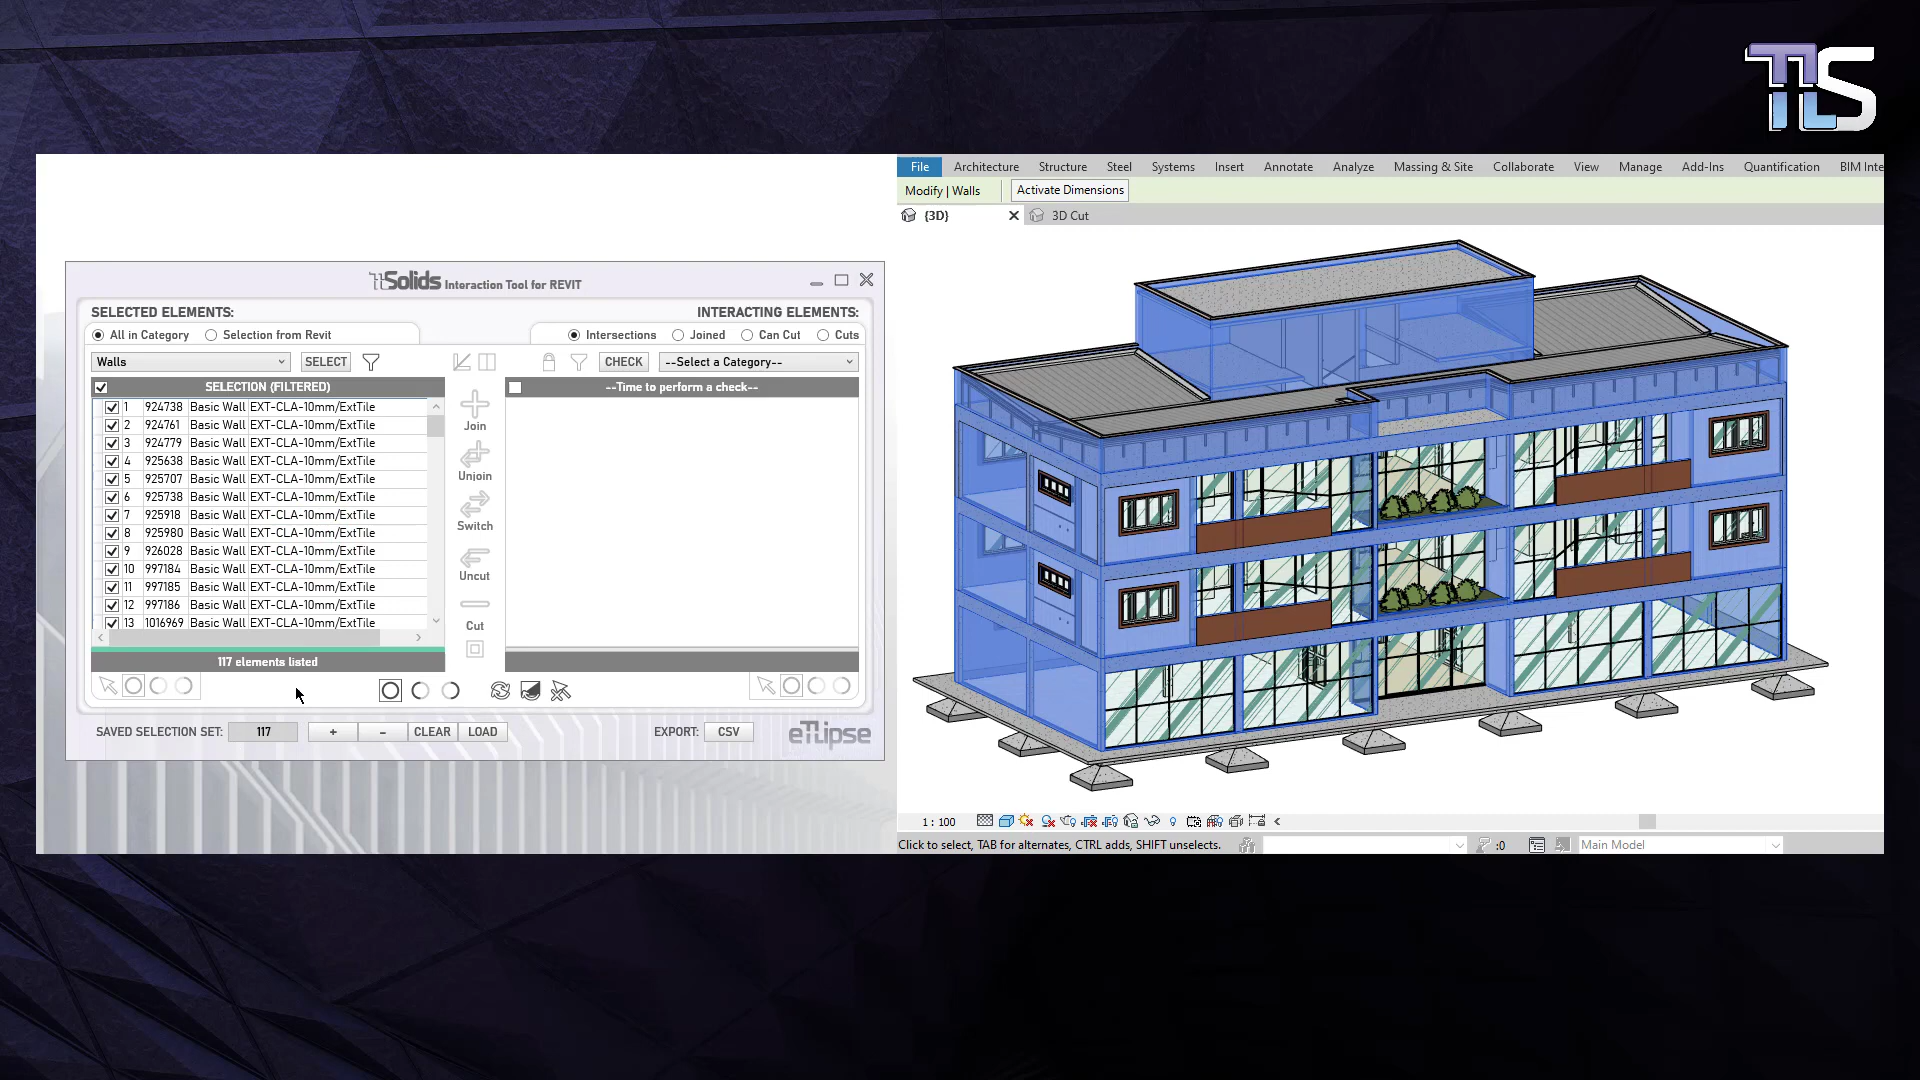 TTLS
Solids Interaction Tool for REVIT
SELECTED ELEMENTS:
INTERACTING ELEMENTS:
All in Category
Selection from Revit
Intersections
Joined
Can Cut
Cuts
Walls
SELECT
CHECK
--Select a Category--
SELECTION (FILTERED)
--Time to perform a check--
1 924738 Basic Wall EXT-CLA-10mm/ExtTile
2 924761 Basic Wall EXT-CLA-10mm/ExtTile
3 924779 Basic Wall EXT-CLA-10mm/ExtTile
4 925638 Basic Wall EXT-CLA-10mm/ExtTile
5 925707 Basic Wall EXT-CLA-10mm/ExtTile
6 925738 Basic Wall EXT-CLA-10mm/ExtTile
7 925918 Basic Wall EXT-CLA-10mm/ExtTile
8 925980 Basic Wall EXT-CLA-10mm/ExtTile
9 926028 Basic Wall EXT-CLA-10mm/ExtTile
10 997184 Basic Wall EXT-CLA-10mm/ExtTile
11 997185 Basic Wall EXT-CLA-10mm/ExtTile
12 997186 Basic Wall EXT-CLA-10mm/ExtTile
13 1016969 Basic Wall EXT-CLA-10mm/ExtTile
Join
Unjoin
Switch
Uncut
Cut
117 elements listed
SAVED SELECTION SET:
117
+
-
CLEAR
LOAD
EXPORT:
CSV
eTTLipse
File Architecture Structure Steel Systems Insert Annotate Analyze Massing & Site Collaborate View Manage Add-Ins Quantification BIM Inte
Modify | Walls
Activate Dimensions
{3D}
3D Cut
1 : 100
Click to select, TAB for alternates, CTRL adds, SHIFT unselects.
:0
Main Model